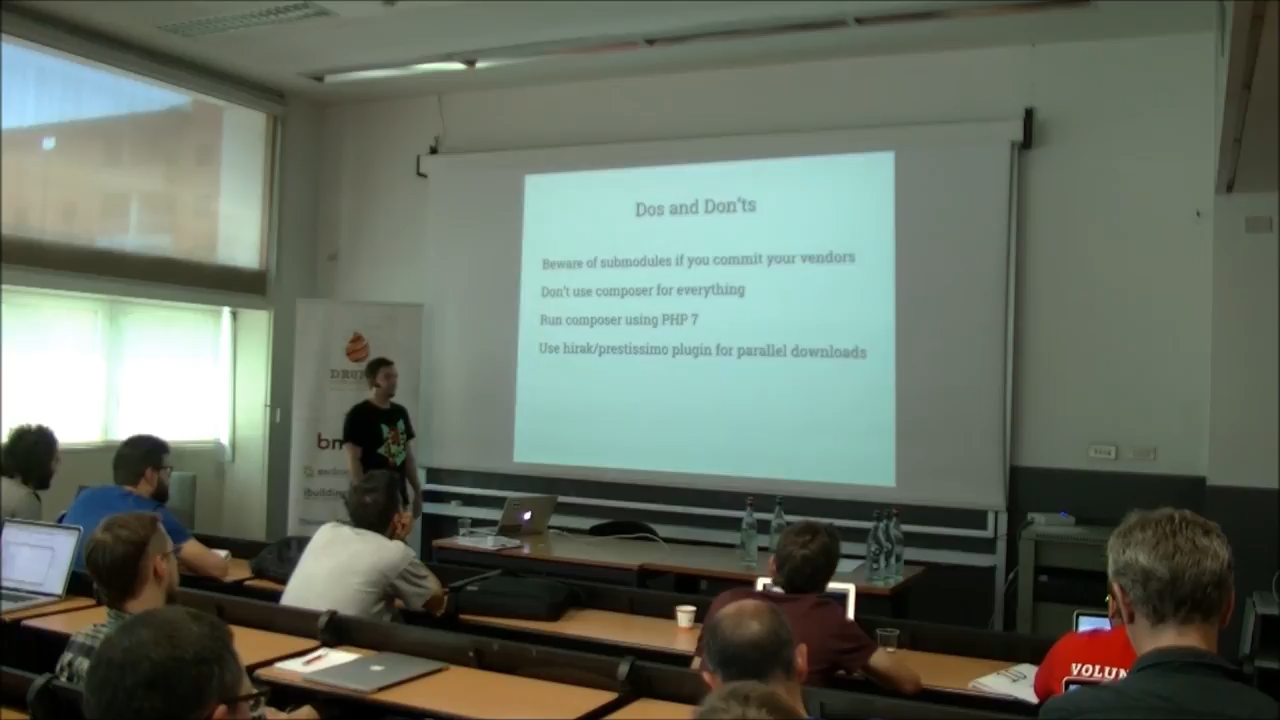 Dos and Don'ts
Beware of submodules if you commit your vendors
Don't use composer for everything
Run composer using PHP 7
Use hirak/prestissimo plugin for parallel downloads